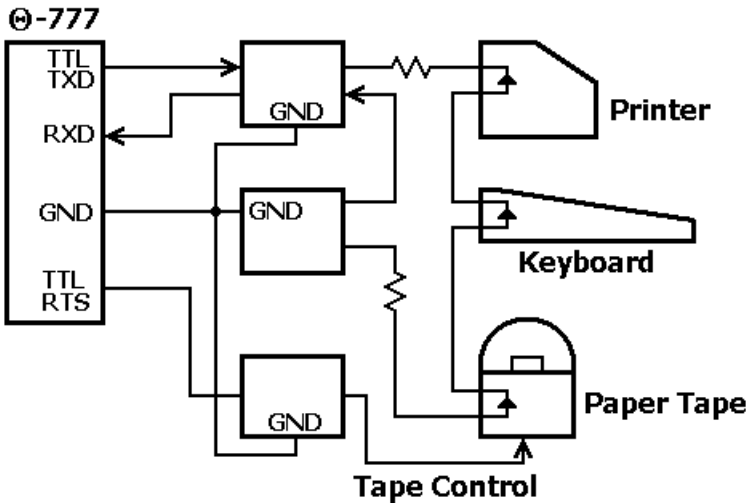 Θ-777
TTL
TXD
RXD
GND
TTL
RTS
GND
GND
GND
Printer
Keyboard
Paper Tape
Tape Control